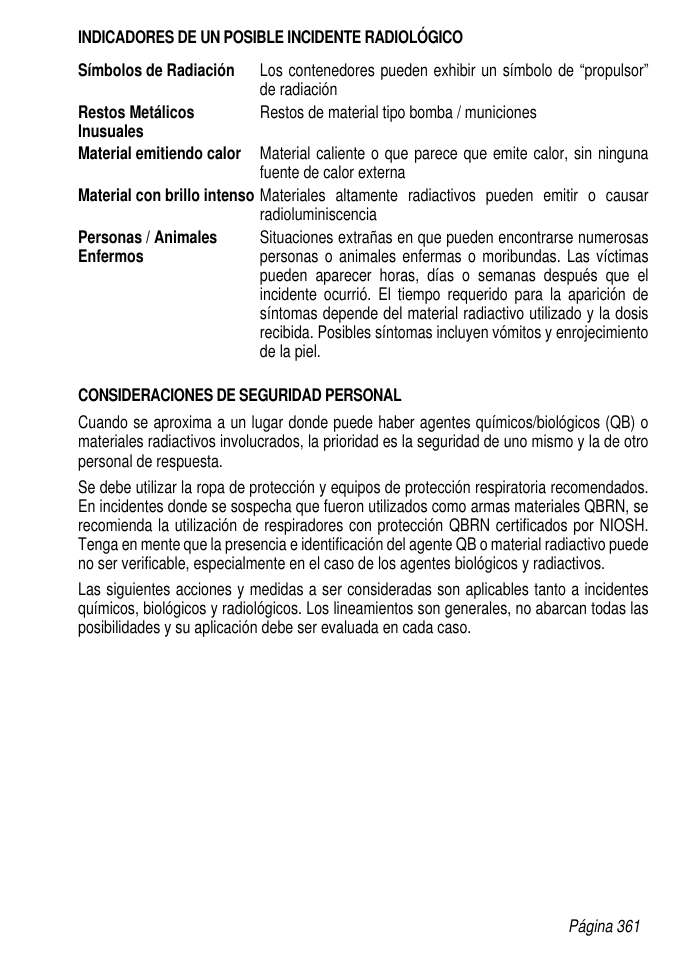 INDICADORES DE UN POSIBLE INCIDENTE RADIOLÓGICO
Símbolos de Radiación Los contenedores pueden exhibir un símbolo de “propulsor”
de radiación
Restos Metálicos Restos de material tipo bomba / municiones
Inusuales
Material emitiendo calor Material caliente o que parece que emite calor, sin ninguna
fuente de calor externa
Material con brillo intenso Materiales altamente radiactivos pueden emitir o causar
radioluminiscencia
Personas / Animales Situaciones extrañas en que pueden encontrarse numerosas
Enfermos personas o animales enfermas o moribundas. Las víctimas
pueden aparecer horas, días o semanas después que el
incidente ocurrió. El tiempo requerido para la aparición de
síntomas depende del material radiactivo utilizado y la dosis
recibida. Posibles síntomas incluyen vómitos y enrojecimiento
de la piel.
CONSIDERACIONES DE SEGURIDAD PERSONAL
Cuando se aproxima a un lugar donde puede haber agentes químicos/biológicos (QB) o
materiales radiactivos involucrados, la prioridad es la seguridad de uno mismo y la de otro
personal de respuesta.
Se debe utilizar la ropa de protección y equipos de protección respiratoria recomendados.
En incidentes donde se sospecha que fueron utilizados como armas materiales QBRN, se
recomienda la utilización de respiradores con protección QBRN certificados por NIOSH.
Tenga en mente que la presencia e identificación del agente QB o material radiactivo puede
no ser verificable, especialmente en el caso de los agentes biológicos y radiactivos.
Las siguientes acciones y medidas a ser consideradas son aplicables tanto a incidentes
químicos, biológicos y radiológicos. Los lineamientos son generales, no abarcan todas las
posibilidades y su aplicación debe ser evaluada en cada caso.
Página 361